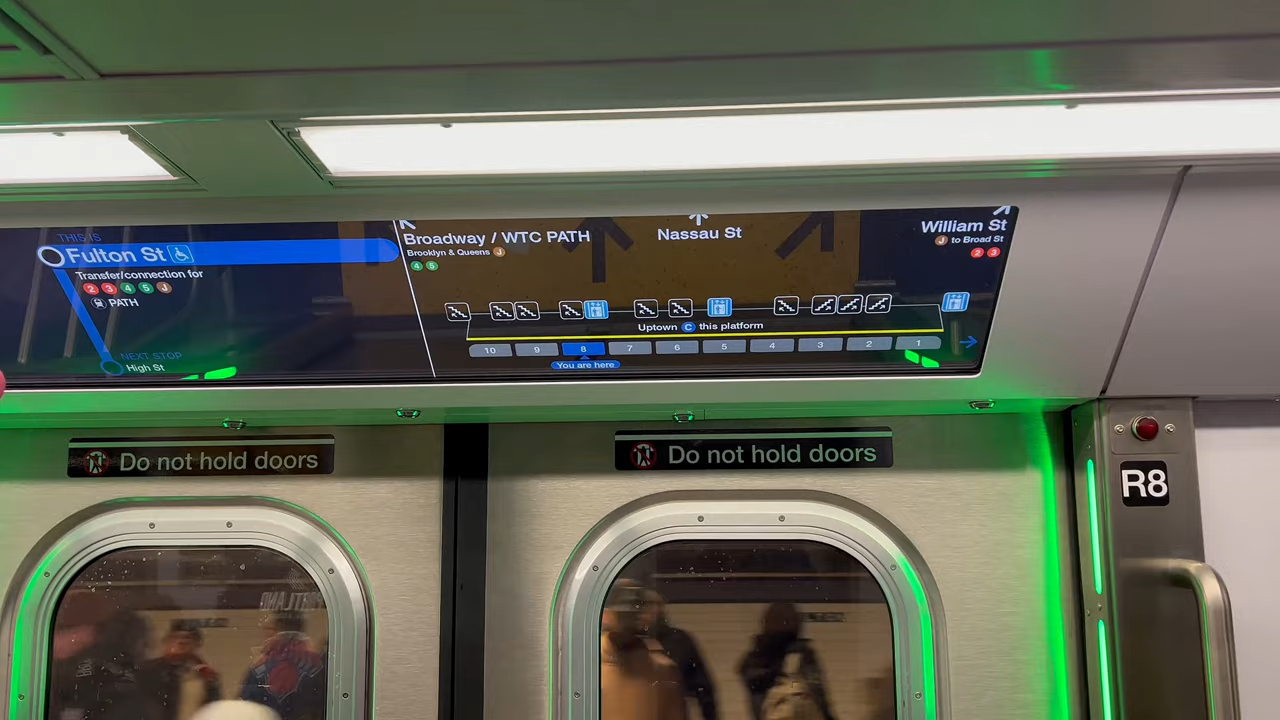 THIS IS
Fulton St
Transfer/connection for
2 3 4 5 J
PATH
NEXT STOP
High St
Broadway / WTC PATH
Brooklyn & Queens J
4 5
Nassau St
William St
J to Broad St
2 3
Uptown C this platform
10 9 8 7 6 5 4 3 2 1
You are here
Do not hold doors
Do not hold doors
R8